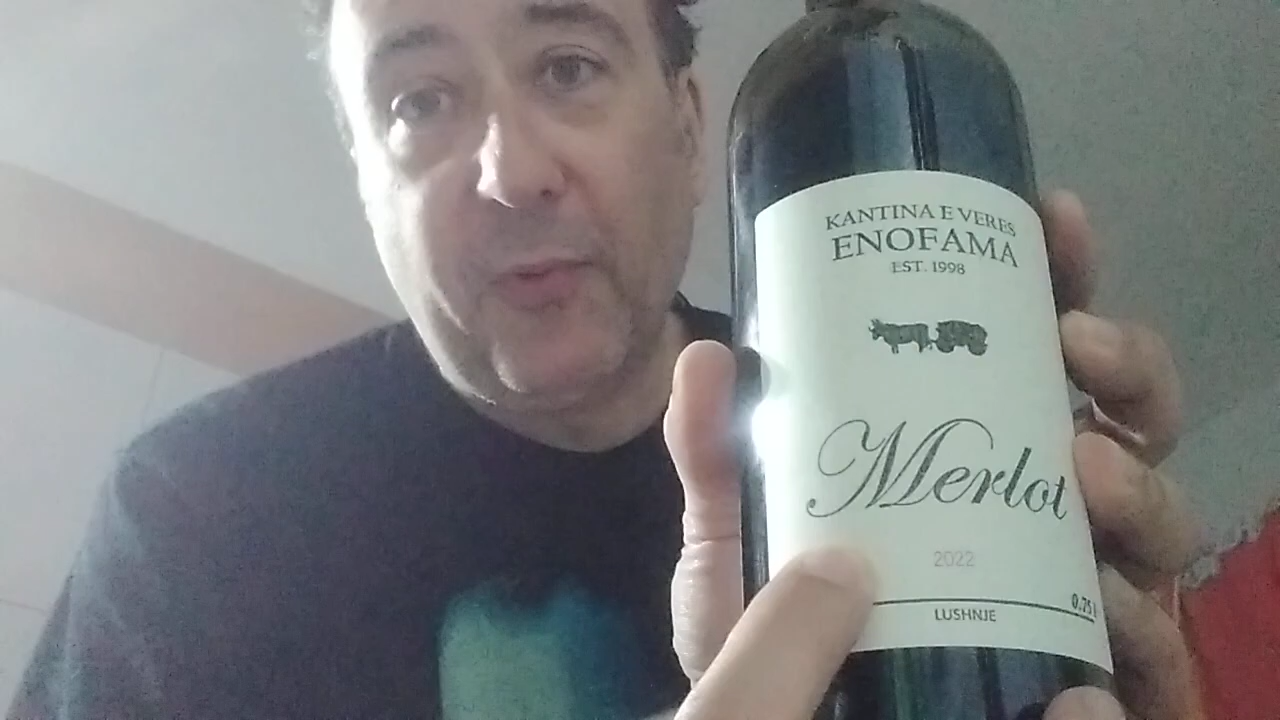 KANTINA E VERES
ENOFAMA
EST. 1998
Merlot
2022
0.75 l
LUSHNJE